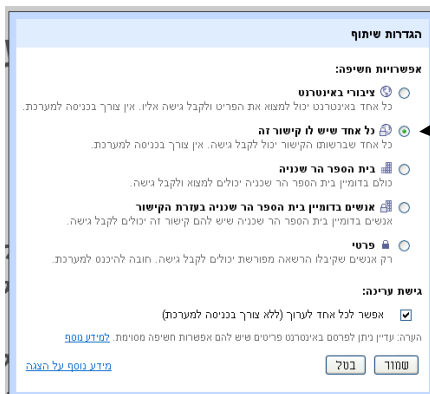 הגדרות שיתוף
אפשרויות חשיפה:
ציבורי באינטרנט
כל אחד באינטרנט יכול למצוא את הפריט ולקבל גישה אליו. אין צורך בכניסה למערכת.
כל אחד שיש לו קישור זה
כל אחד שברשותו הקישור יכול לקבל גישה. אין צורך בכניסה למערכת.
בית הספר הר שכניה
כולם בדומיין בית הספר הר שכניה יכולים למצוא ולקבל גישה.
אנשים בדומיין בית הספר הר שכניה בעזרת הקישור
אנשים בדומיין בית הספר הר שכניה שיש להם קישור זה יכולים לקבל גישה.
פרטי
רק אנשים שקיבלו הרשאה מפורשת יכולים לקבל גישה. חובה להיכנס למערכת.
גישת עריכה:
אפשר לכל אחד לערוך (ללא צורך בכניסה למערכת)
הערה: עדיין ניתן לפרסם באינטרנט פריטים שיש להם אפשרות חשיפה מסוימת. למידע נוסף
שמור בטל מידע נוסף על הצגה